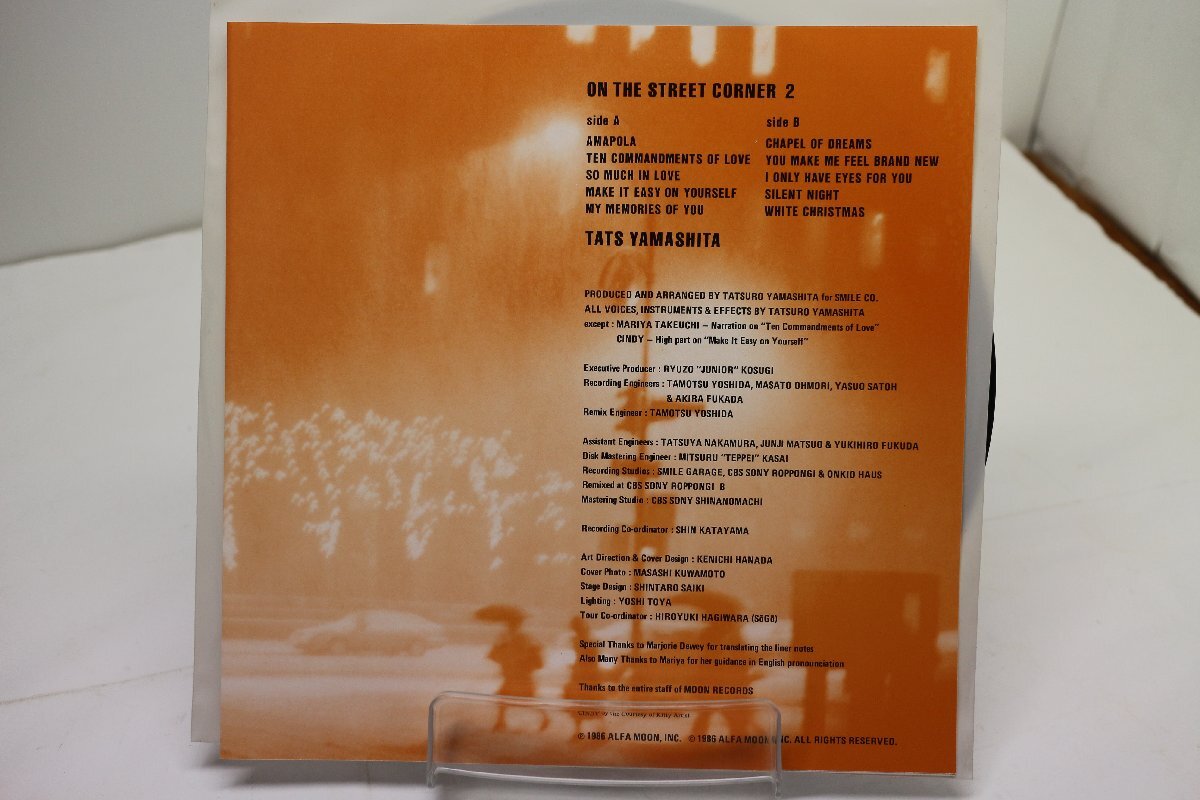 ON THE STREET CORNER 2
side A
AMAPOLA
TEN COMMANDMENTS OF LOVE
SO MUCH IN LOVE
MAKE IT EASY ON YOURSELF
MY MEMORIES OF YOU
side B
CHAPEL OF DREAMS
YOU MAKE ME FEEL BRAND NEW
I ONLY HAVE EYES FOR YOU
SILENT NIGHT
WHITE CHRISTMAS
TATS YAMASHITA
PRODUCED AND ARRANGED BY TATSURO YAMASHITA for SMILE CO.
ALL VOICES, INSTRUMENTS & EFFECTS BY TATSURO YAMASHITA
except : MARIYA TAKEUCHI – Narration on "Ten Commandments of Love"
CINDY – High part on "Make It Easy on Yourself"
Executive Producer : RYUZO "JUNIOR" KOSUGI
Recording Engineers : TAMOTSU YOSHIDA, MASATO OHMORI, YASUO SATOH
& AKIRA FUKADA
Remix Engineer : TAMOTSU YOSHIDA
Assistant Engineers : TATSUYA NAKAMURA, JUNJI MATSUO & YUKIHIRO FUKUDA
Disk Mastering Engineer : MITSURU "TEPPEI" KASAI
Recording Studios : SMILE GARAGE, CBS SONY ROPPONGI & ONKIO HAUS
Remixed at CBS SONY ROPPONGI B
Mastering Studio : CBS SONY SHINANOMACHI
Recording Co-ordinator : SHIN KATAYAMA
Art Direction & Cover Design : KENICHI HANADA
Cover Photo : MASASHI KUWAMOTO
Stage Design : SHINTARO SAIKI
Lighting : YOSHI TOYA
Tour Co-ordinator : HIROYUKI HAGIWARA (SōGō)
Special Thanks to Marjorie Dewey for translating the liner notes
Also Many Thanks to Mariya for her guidance in English pronounciation
Thanks to the entire staff of MOON RECORDS
the Courtesy of Kitty Artist
℗ 1986 ALFA MOON, INC. © 1986 ALFA MOON, INC. ALL RIGHTS RESERVED.